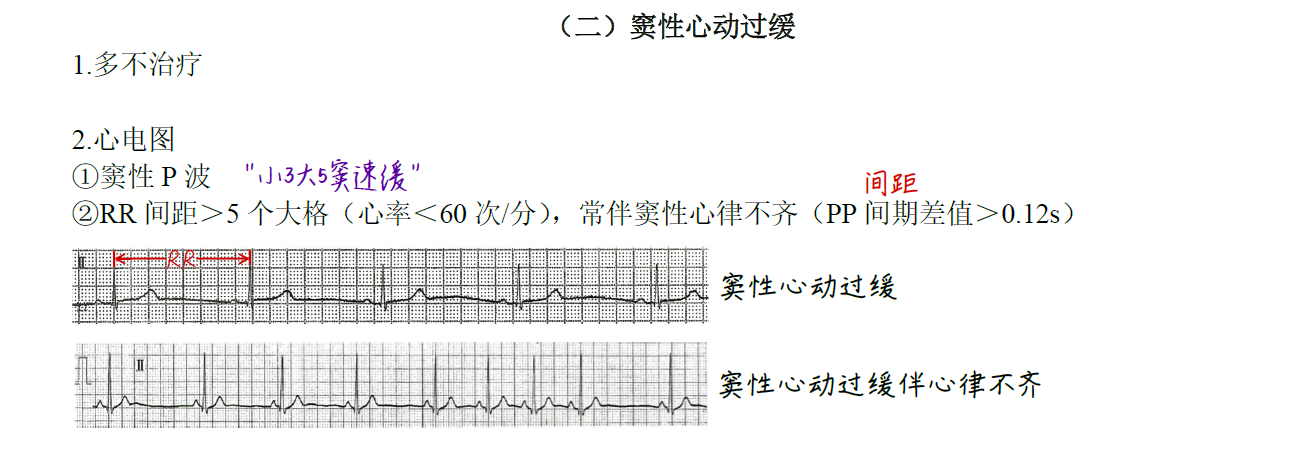 （二）窦性心动过缓
1.多不治疗
2.心电图
①窦性 P 波 "小3大5窦速缓"
间距
②RR 间距＞5 个大格（心率＜60 次/分），常伴窦性心律不齐（PP 间期差值＞0.12s）
II
RR
窦性心动过缓
II
窦性心动过缓伴心律不齐